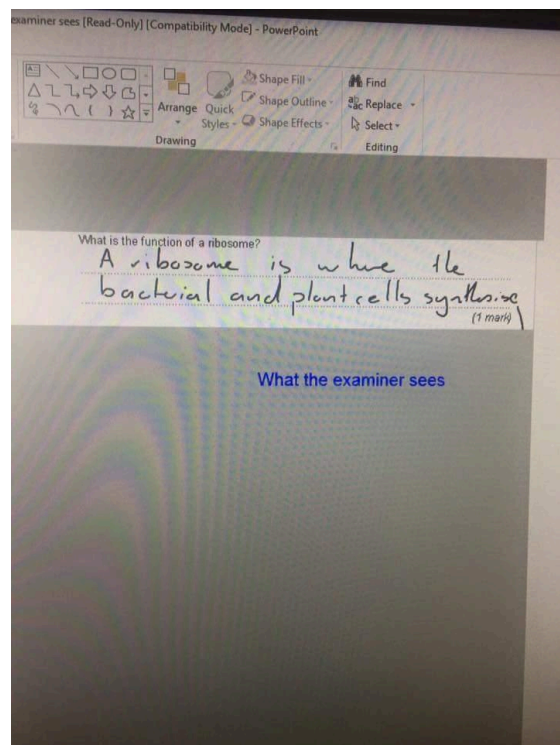 examiner sees [Read-Only] [Compatibility Mode] - PowerPoint
Shape Fill
Find
Shape Outline
Replace
Arrange Quick Styles
Shape Effects
Select
Drawing
Editing
What is the function of a ribosome?
A ribosome is where the
bacterial and plant cells synthesise
(1 mark)
What the examiner sees